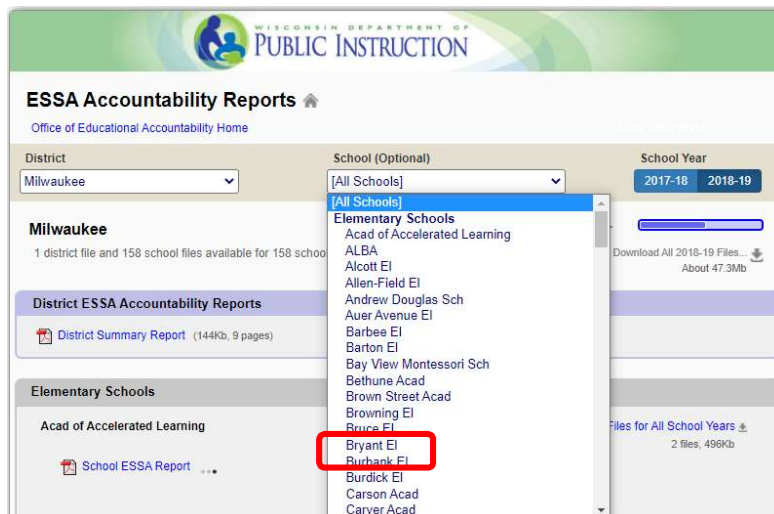 WISCONSIN DEPARTMENT OF
PUBLIC INSTRUCTION
ESSA Accountability Reports
Office of Educational Accountability Home
District
School (Optional)
School Year
Milwaukee
[All Schools]
2017-18 2018-19
[All Schools]
Elementary Schools
Acad of Accelerated Learning
ALBA
Alcott El
Allen-Field El
Andrew Douglas Sch
Auer Avenue El
Barbee El
Barton El
Bay View Montessori Sch
Bethune Acad
Brown Street Acad
Browning El
Bruce El
Bryant El
Burbank El
Burdick El
Carson Acad
Carver Acad
Milwaukee
1 district file and 158 school files available for 158 schoo
Download All 2018-19 Files...
About 47.3Mb
District ESSA Accountability Reports
District Summary Report (144Kb, 9 pages)
Elementary Schools
Acad of Accelerated Learning
Files for All School Years
2 files, 496Kb
School ESSA Report ...